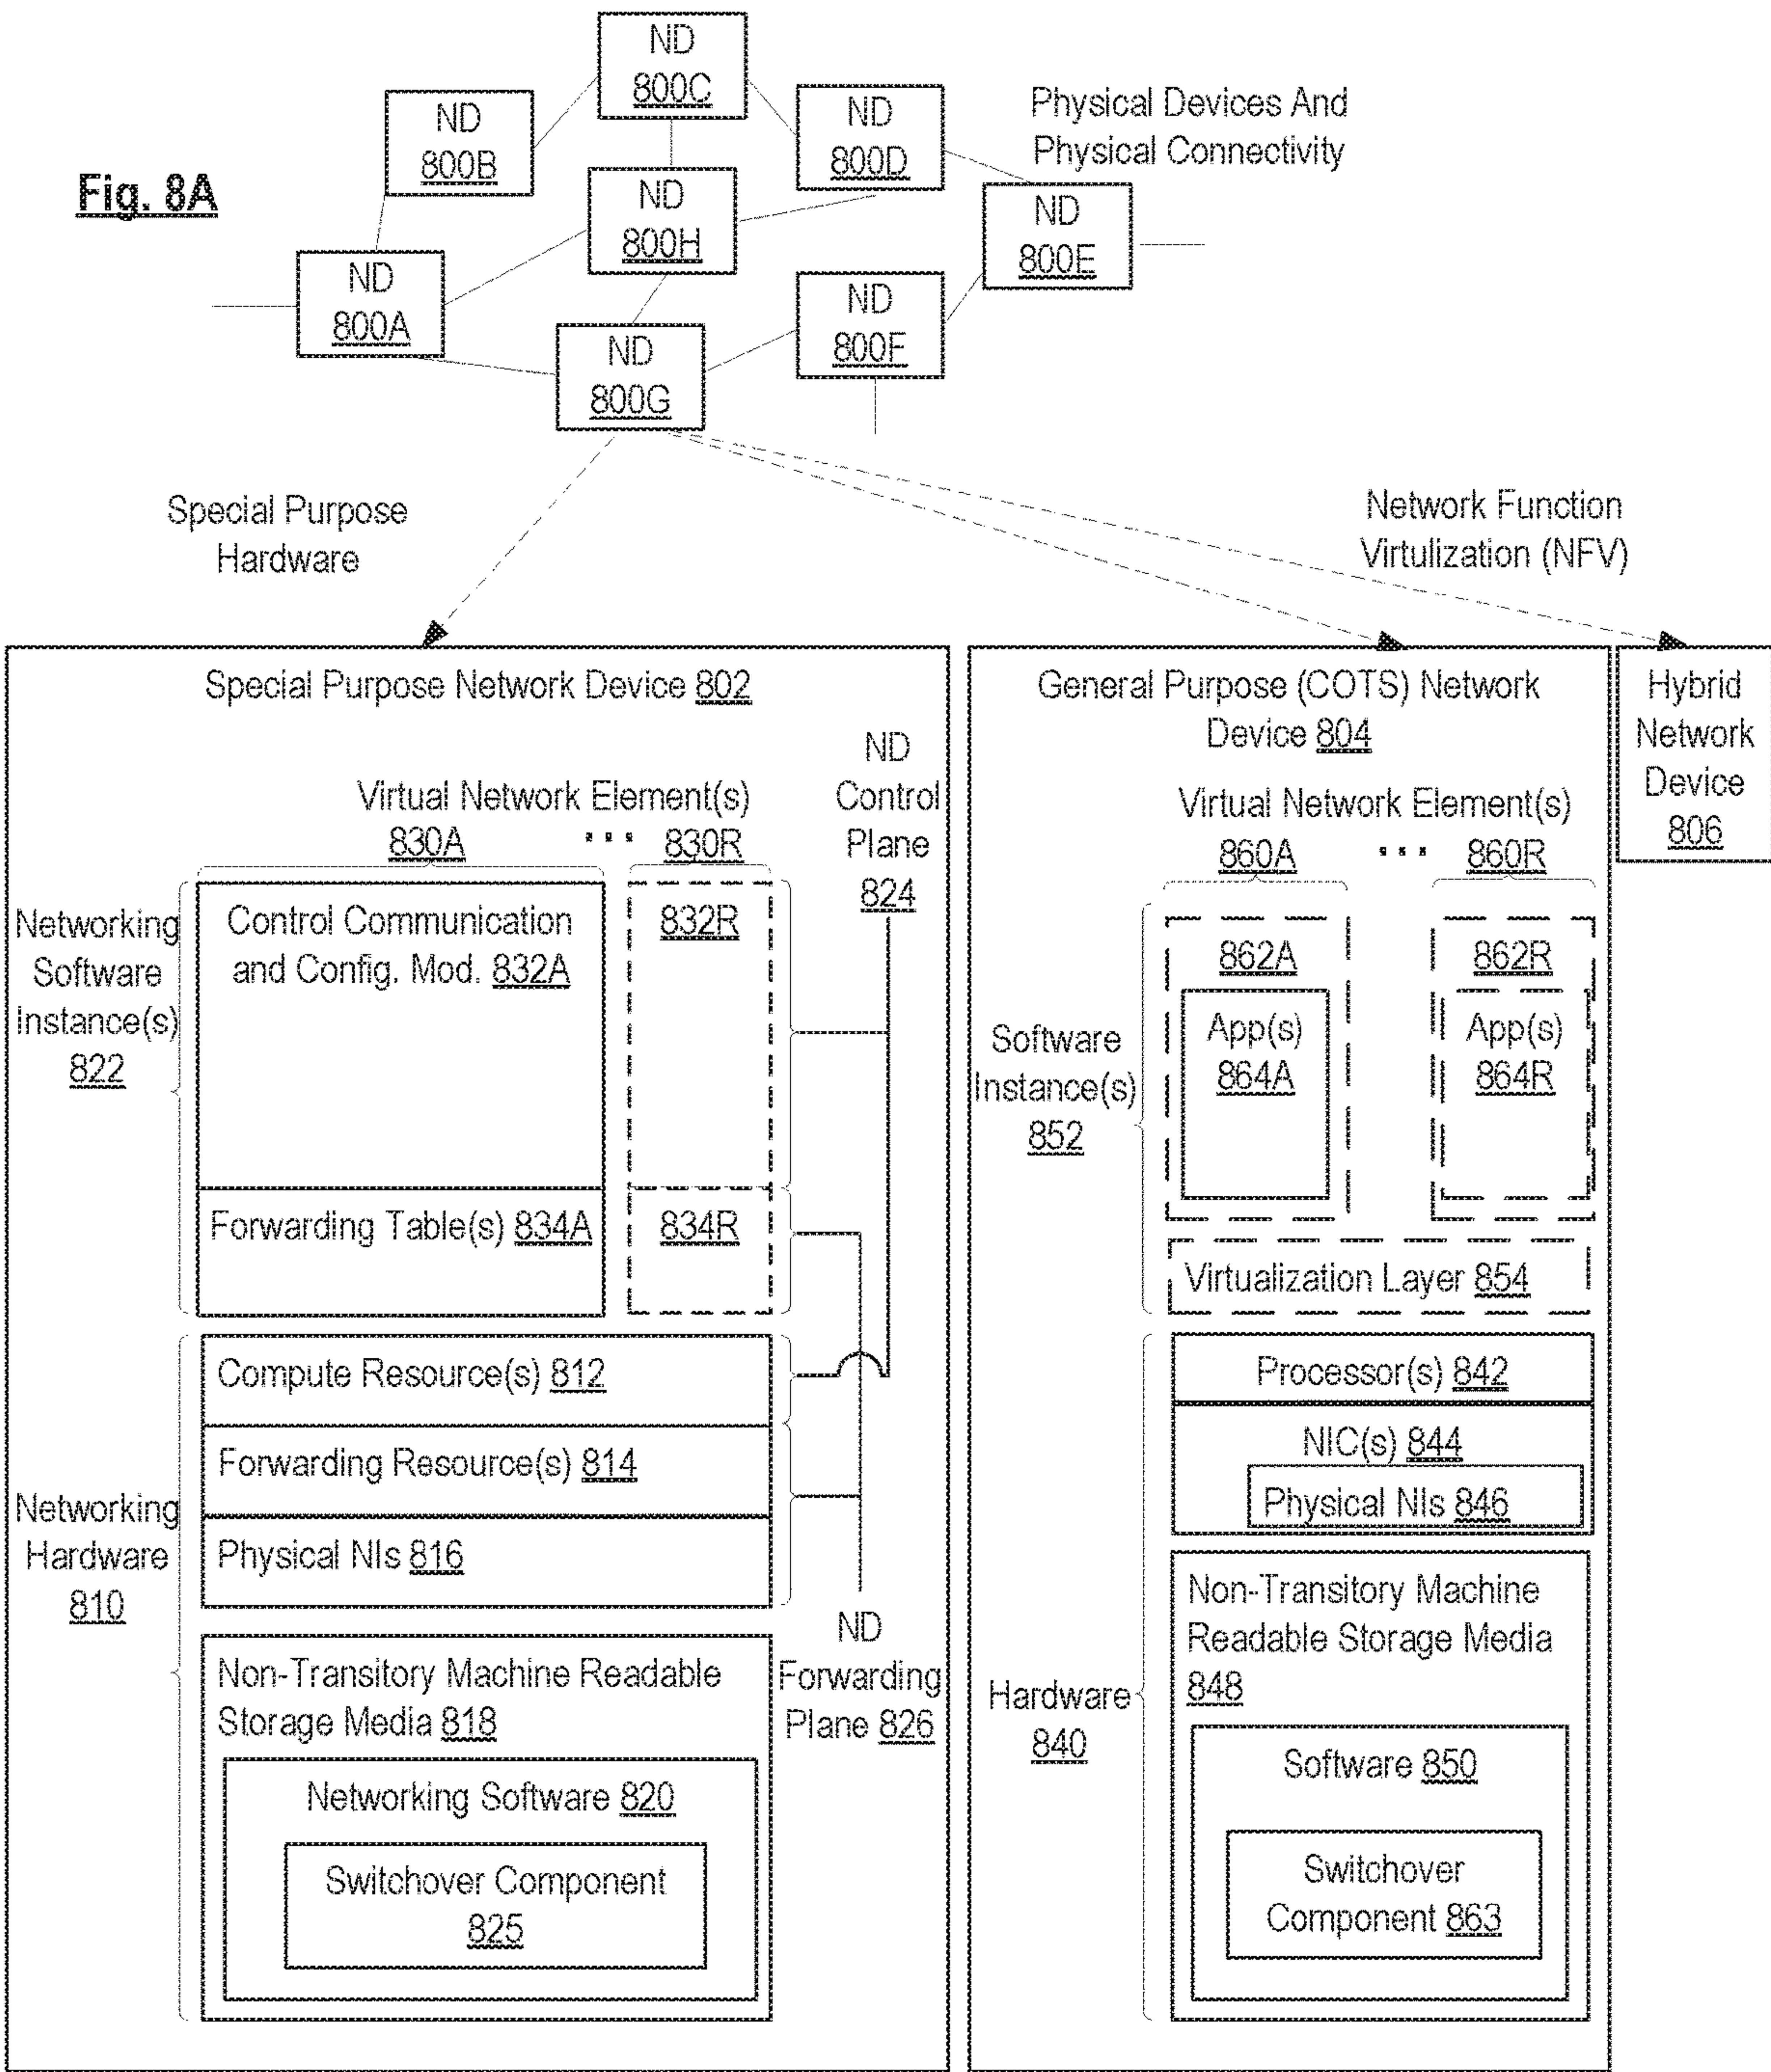 Fig. 8A
ND
800C
ND
800B
ND
800D
Physical Devices And
Physical Connectivity
ND
800H
ND
800E
ND
800A
ND
800F
ND
800G
Special Purpose
Hardware
Network Function
Virtulization (NFV)
Special Purpose Network Device 802
ND
Control
Plane
824
Virtual Network Element(s)
830A ... 830R
Networking
Software
Instance(s)
822
Control Communication
and Config. Mod. 832A
832R
Forwarding Table(s) 834A
834R
Networking
Hardware
810
Compute Resource(s) 812
Forwarding Resource(s) 814
Physical NIs 816
ND
Forwarding
Plane 826
Non-Transitory Machine Readable
Storage Media 818
Networking Software 820
Switchover Component
825
General Purpose (COTS) Network
Device 804
Virtual Network Element(s)
860A ... 860R
Software
Instance(s)
852
862A
App(s)
864A
862R
App(s)
864R
Virtualization Layer 854
Hardware
840
Processor(s) 842
NIC(s) 844
Physical NIs 846
Non-Transitory Machine
Readable Storage Media
848
Software 850
Switchover
Component 863
Hybrid
Network
Device
806